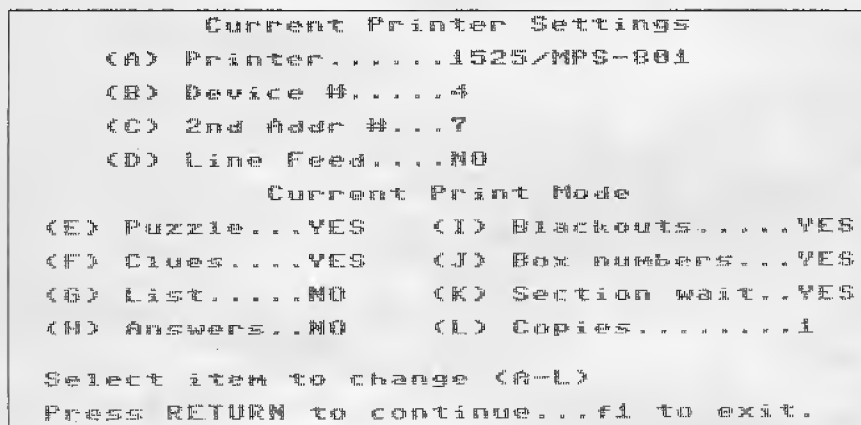 Current Printer Settings
(A) Printer......1525/MPS-801
(B) Device #.....4
(C) 2nd Addr #...7
(D) Line Feed....NO
Current Print Mode
(E) Puzzle...YES (I) Blackouts......YES
(F) Clues....YES (J) Box numbers...YES
(G) List.....NO (K) Section wait..YES
(H) Answers..NO (L) Copies.........1
Select item to change (A-L)
Press RETURN to continue...f1 to exit.